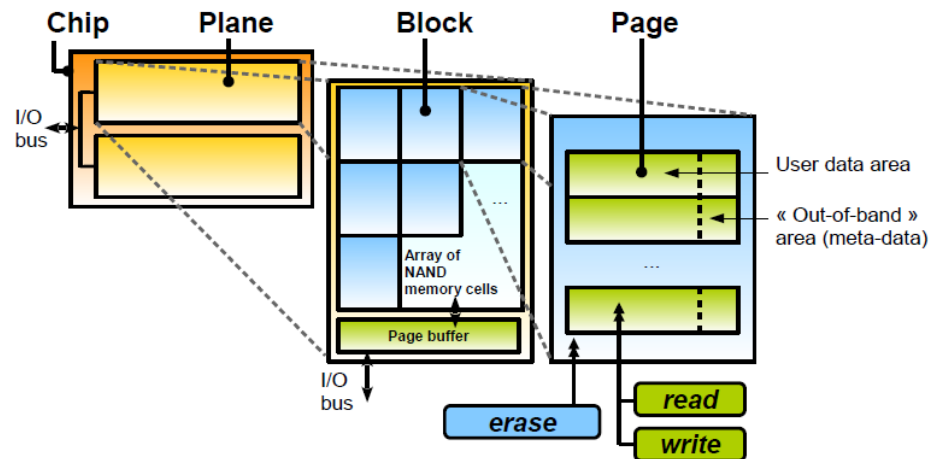 Chip
Plane
Block
Page
I/O
bus
User data area
« Out-of-band »
area (meta-data)
...
...
Array of
NAND
memory cells
Page buffer
I/O
bus
erase
read
write